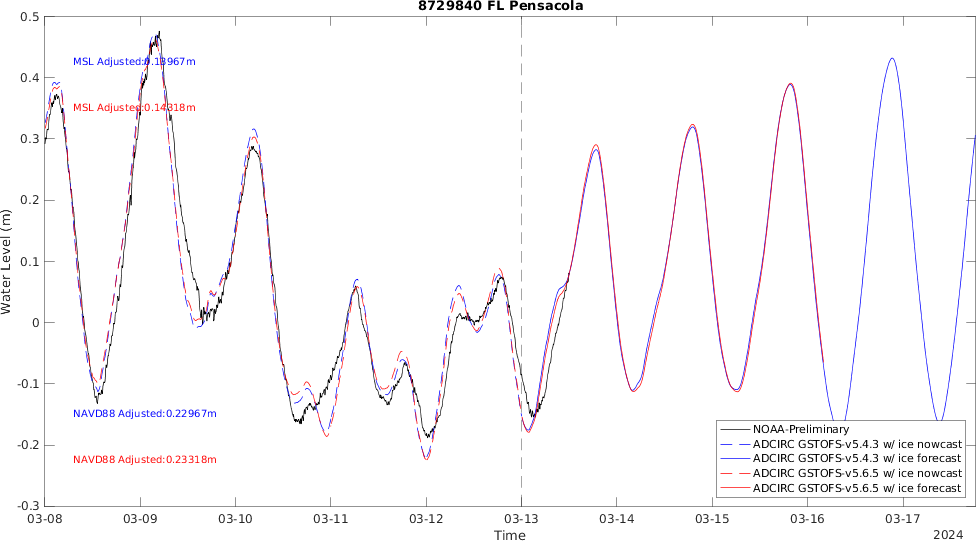 8729840 FL Pensacola
0.5
0.4
0.3
0.2
0.1
0
-0.1
-0.2
-0.3
Water Level (m)
MSL Adjusted:0.13967m
MSL Adjusted:0.14318m
NAVD88 Adjusted:0.22967m
NAVD88 Adjusted:0.23318m
NOAA-Preliminary
ADCIRC GSTOFS-v5.4.3 w/ ice nowcast
ADCIRC GSTOFS-v5.4.3 w/ ice forecast
ADCIRC GSTOFS-v5.6.5 w/ ice nowcast
ADCIRC GSTOFS-v5.6.5 w/ ice forecast
03-08 03-09 03-10 03-11 03-12 03-13 03-14 03-15 03-16 03-17
Time
2024